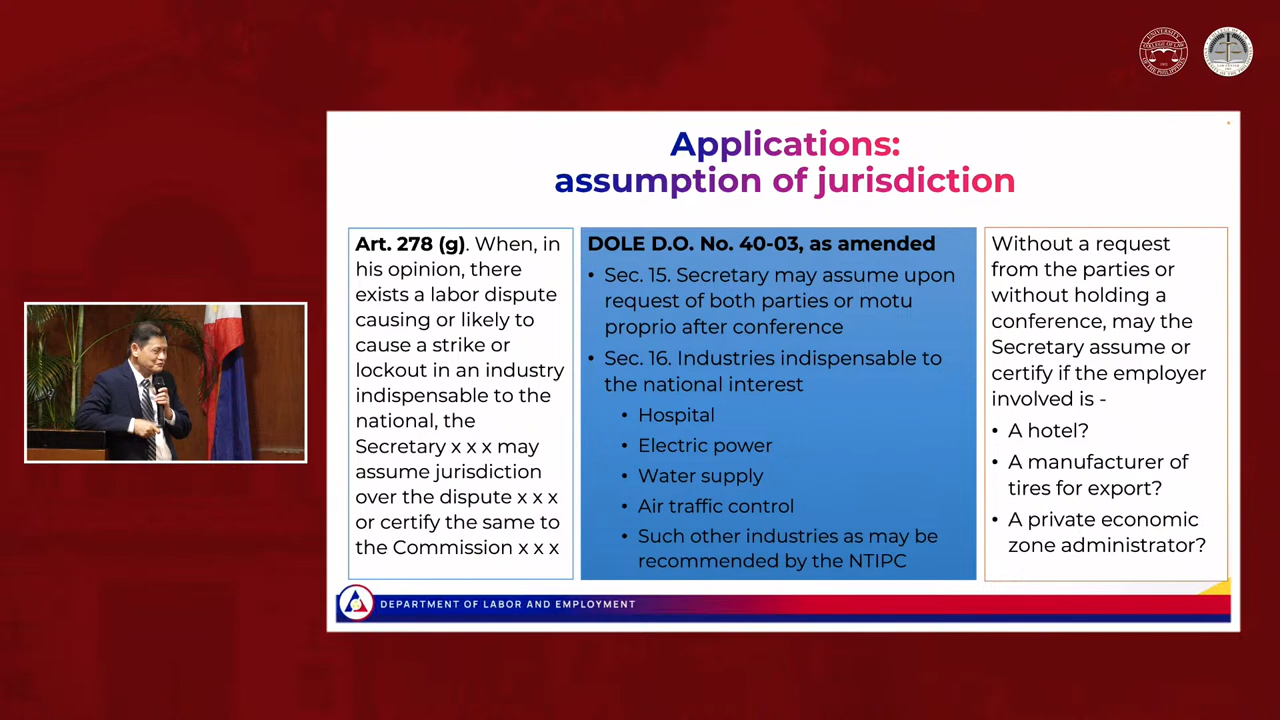 Applications:
assumption of jurisdiction
Art. 278 (g). When, in
his opinion, there
exists a labor dispute
causing or likely to
cause a strike or
lockout in an industry
indispensable to the
national, the
Secretary x x x may
assume jurisdiction
over the dispute x x x
or certify the same to
the Commission x x x
DOLE D.O. No. 40-03, as amended
• Sec. 15. Secretary may assume upon
request of both parties or motu
proprio after conference
• Sec. 16. Industries indispensable to
the national interest
• Hospital
• Electric power
• Water supply
• Air traffic control
• Such other industries as may be
recommended by the NTIPC
Without a request
from the parties or
without holding a
conference, may the
Secretary assume or
certify if the employer
involved is -
• A hotel?
• A manufacturer of
tires for export?
• A private economic
zone administrator?
DEPARTMENT OF LABOR AND EMPLOYMENT